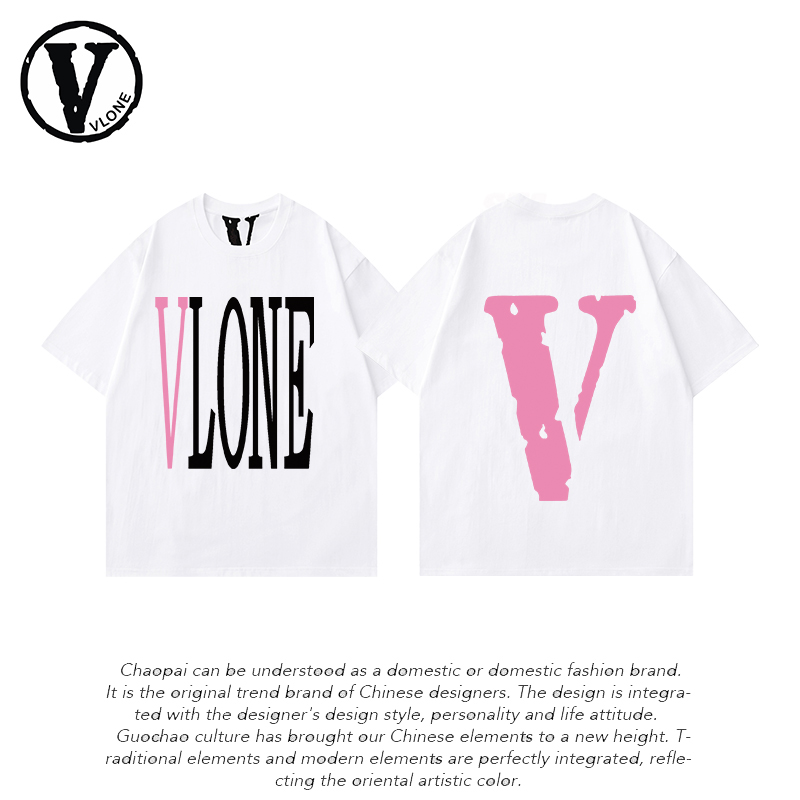 V
VLONE
V
VLONE
V
Chaopai can be understood as a domestic or domestic fashion brand.
It is the original trend brand of Chinese designers. The design is integra-
ted with the designer's design style, personality and life attitude.
Guochao culture has brought our Chinese elements to a new height. T-
raditional elements and modern elements are perfectly integrated, refle-
cting the oriental artistic color.